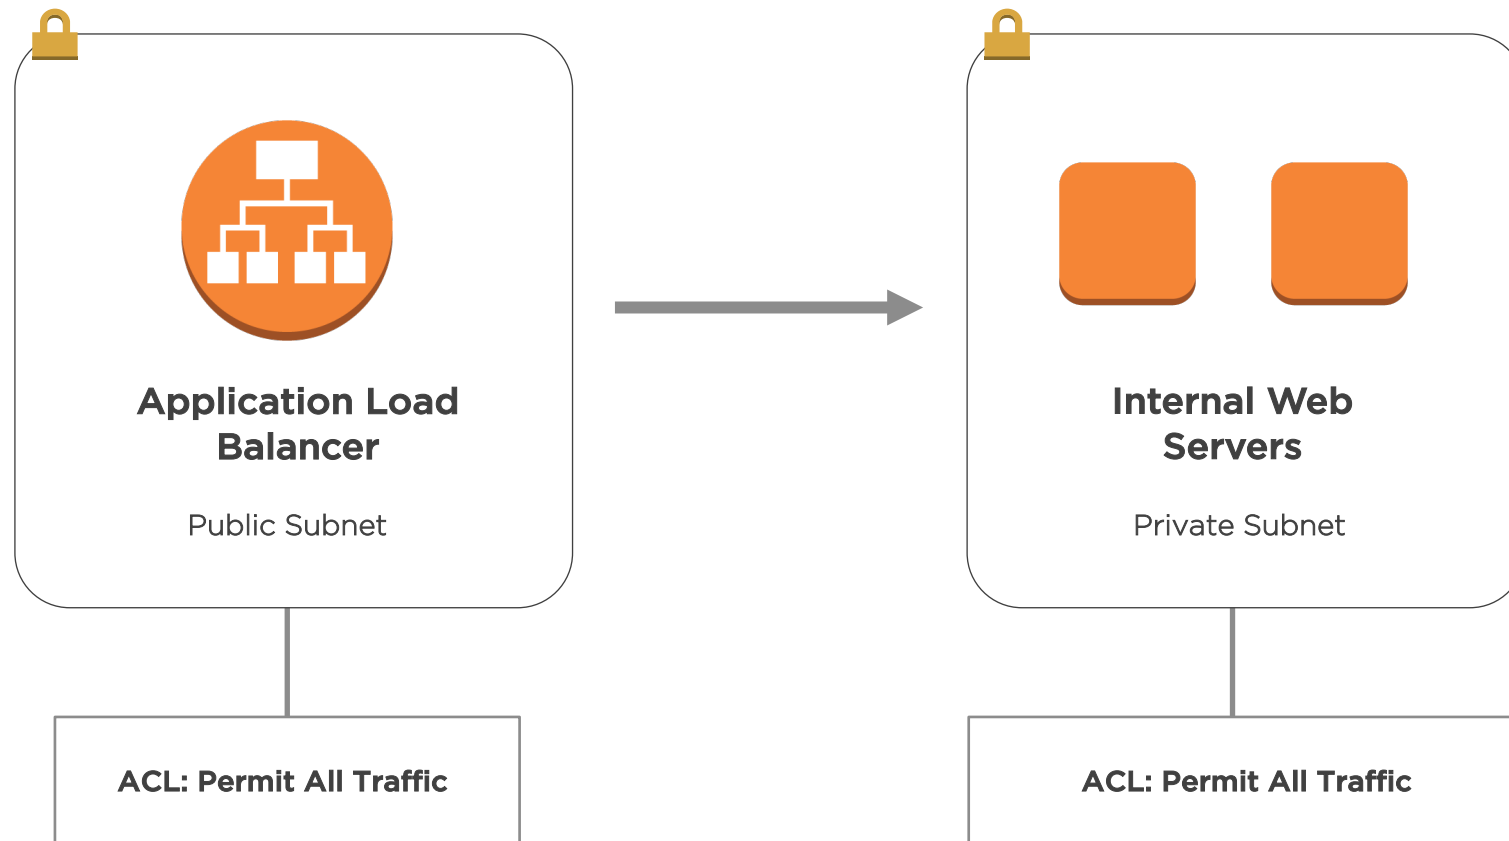 Application Load
Balancer
Public Subnet
ACL: Permit All Traffic
Internal Web
Servers
Private Subnet
ACL: Permit All Traffic